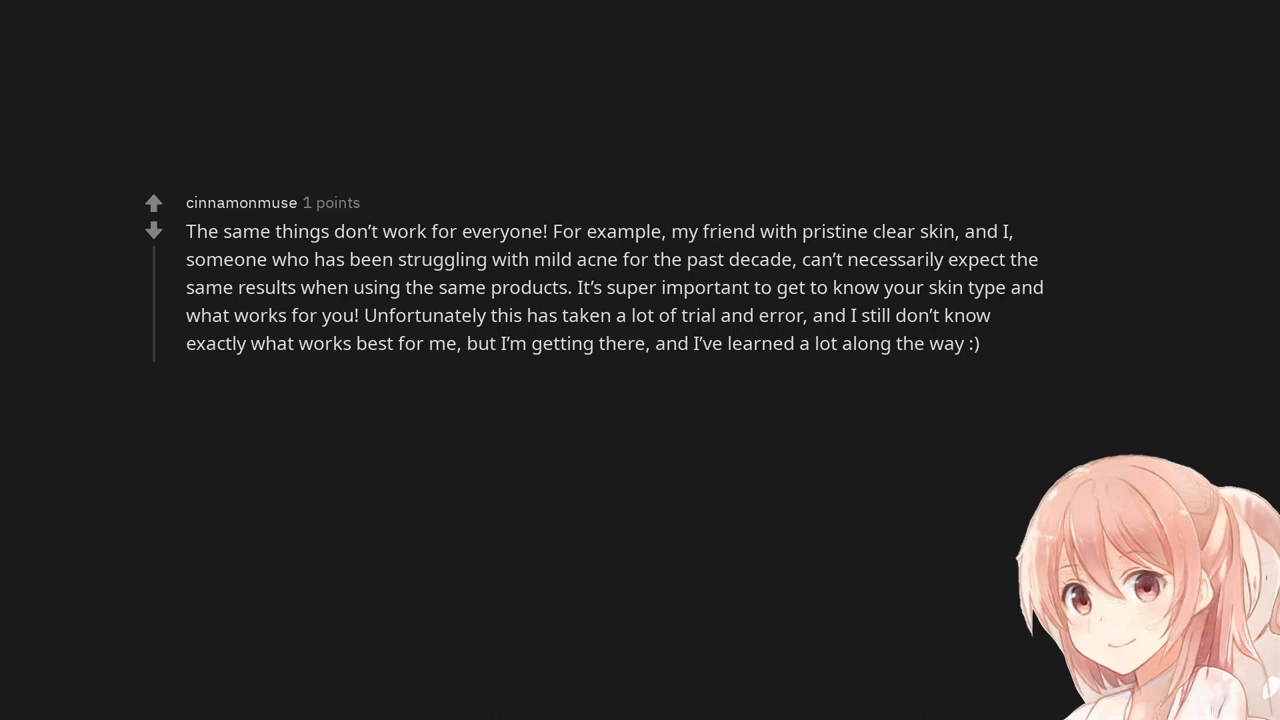 cinnamonmuse 1 points
The same things don’t work for everyone! For example, my friend with pristine clear skin, and I,
someone who has been struggling with mild acne for the past decade, can’t necessarily expect the
same results when using the same products. It’s super important to get to know your skin type and
what works for you! Unfortunately this has taken a lot of trial and error, and I still don’t know
exactly what works best for me, but I’m getting there, and I’ve learned a lot along the way :)